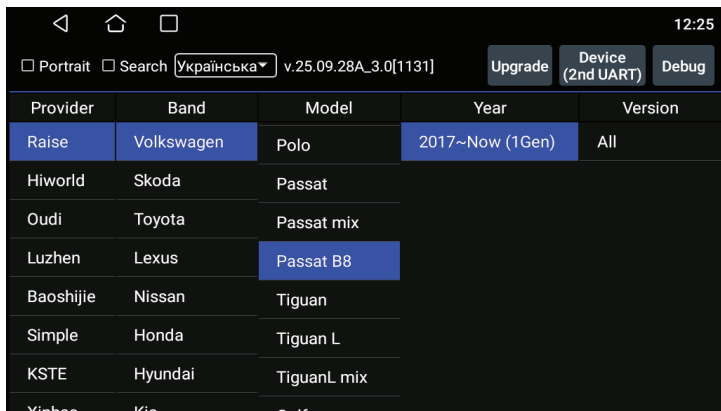 12:25
Portrait Search Українська v.25.09.28A_3.0[1131] Upgrade Device (2nd UART) Debug
Provider Band Model Year Version
Raise Volkswagen Polo 2017~Now (1Gen) All
Hiworld Skoda Passat
Oudi Toyota Passat mix
Luzhen Lexus Passat B8
Baoshijie Nissan Tiguan
Simple Honda Tiguan L
KSTE Hyundai TiguanL mix